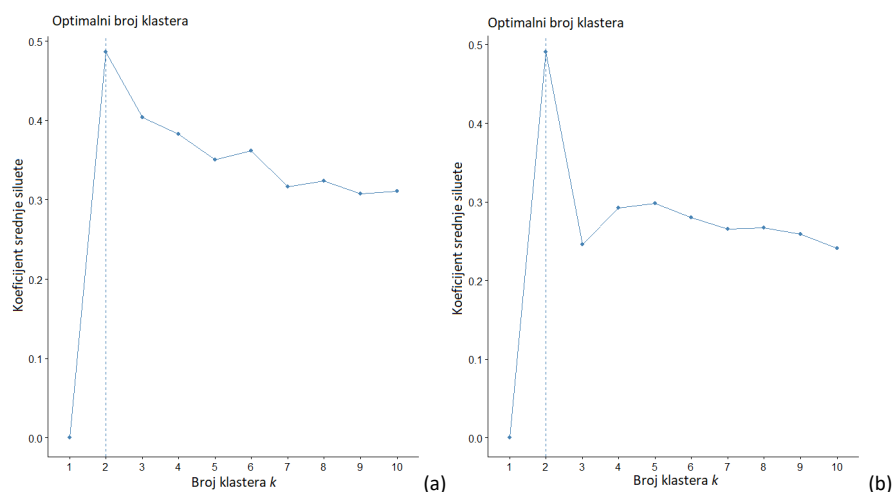 Optimalni broj klastera
Koeficijent srednje siluete
0.5
0.4
0.3
0.2
0.1
0.0
1 2 3 4 5 6 7 8 9 10
Broj klastera k
(a)
Optimalni broj klastera
Koeficijent srednje siluete
0.5
0.4
0.3
0.2
0.1
0.0
1 2 3 4 5 6 7 8 9 10
Broj klastera k
(b)